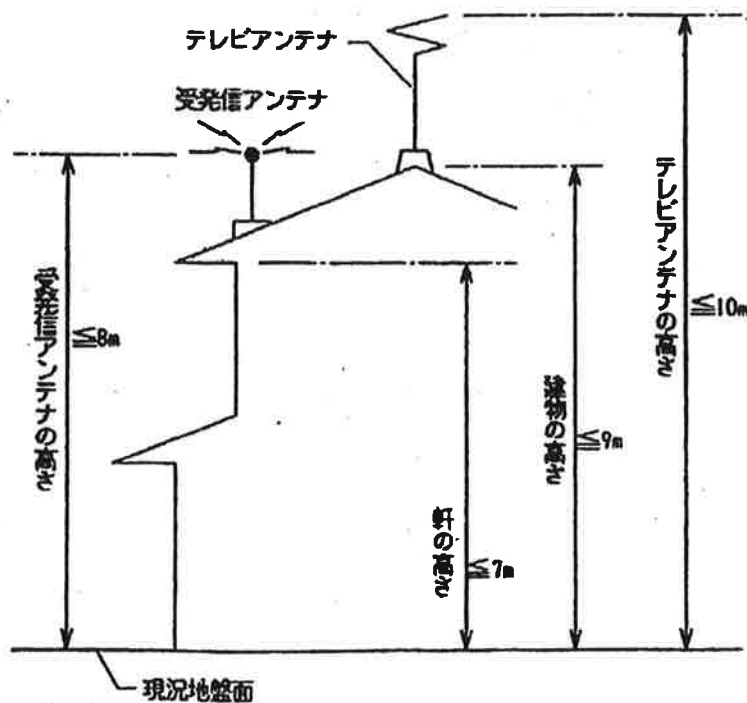 テレビアンテナ
受発信アンテナ
受発信アンテナの高さ
≦8m
軒の高さ
≦7m
建物の高さ
≦9m
テレビアンテナの高さ
≦10m
現況地盤面